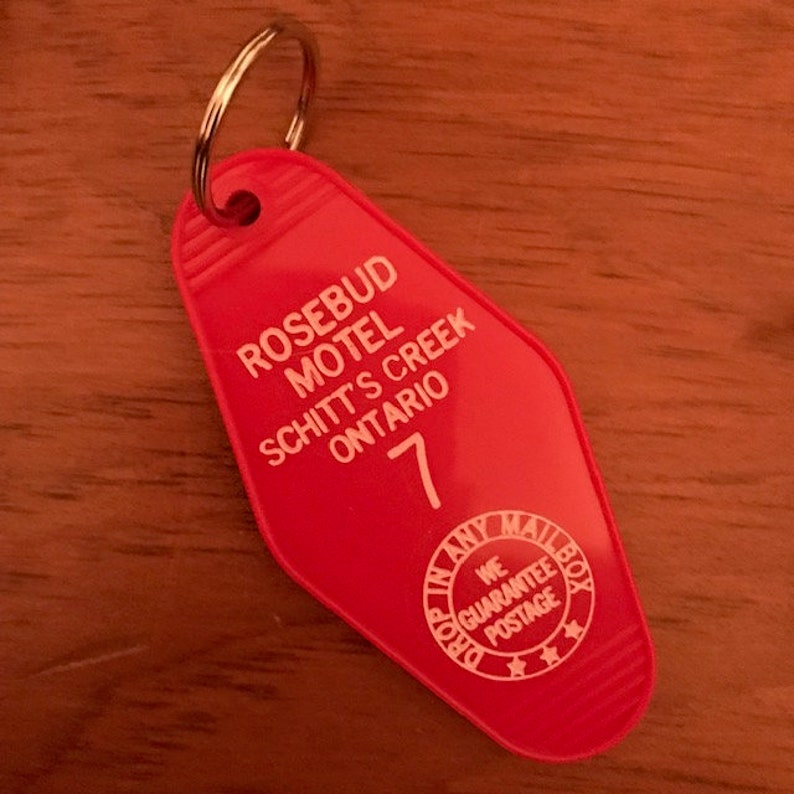 ROSEBUD
MOTEL
SCHITT'S CREEK
ONTARIO
7
DROP IN ANY MAILBOX
WE
GUARANTEE
POSTAGE